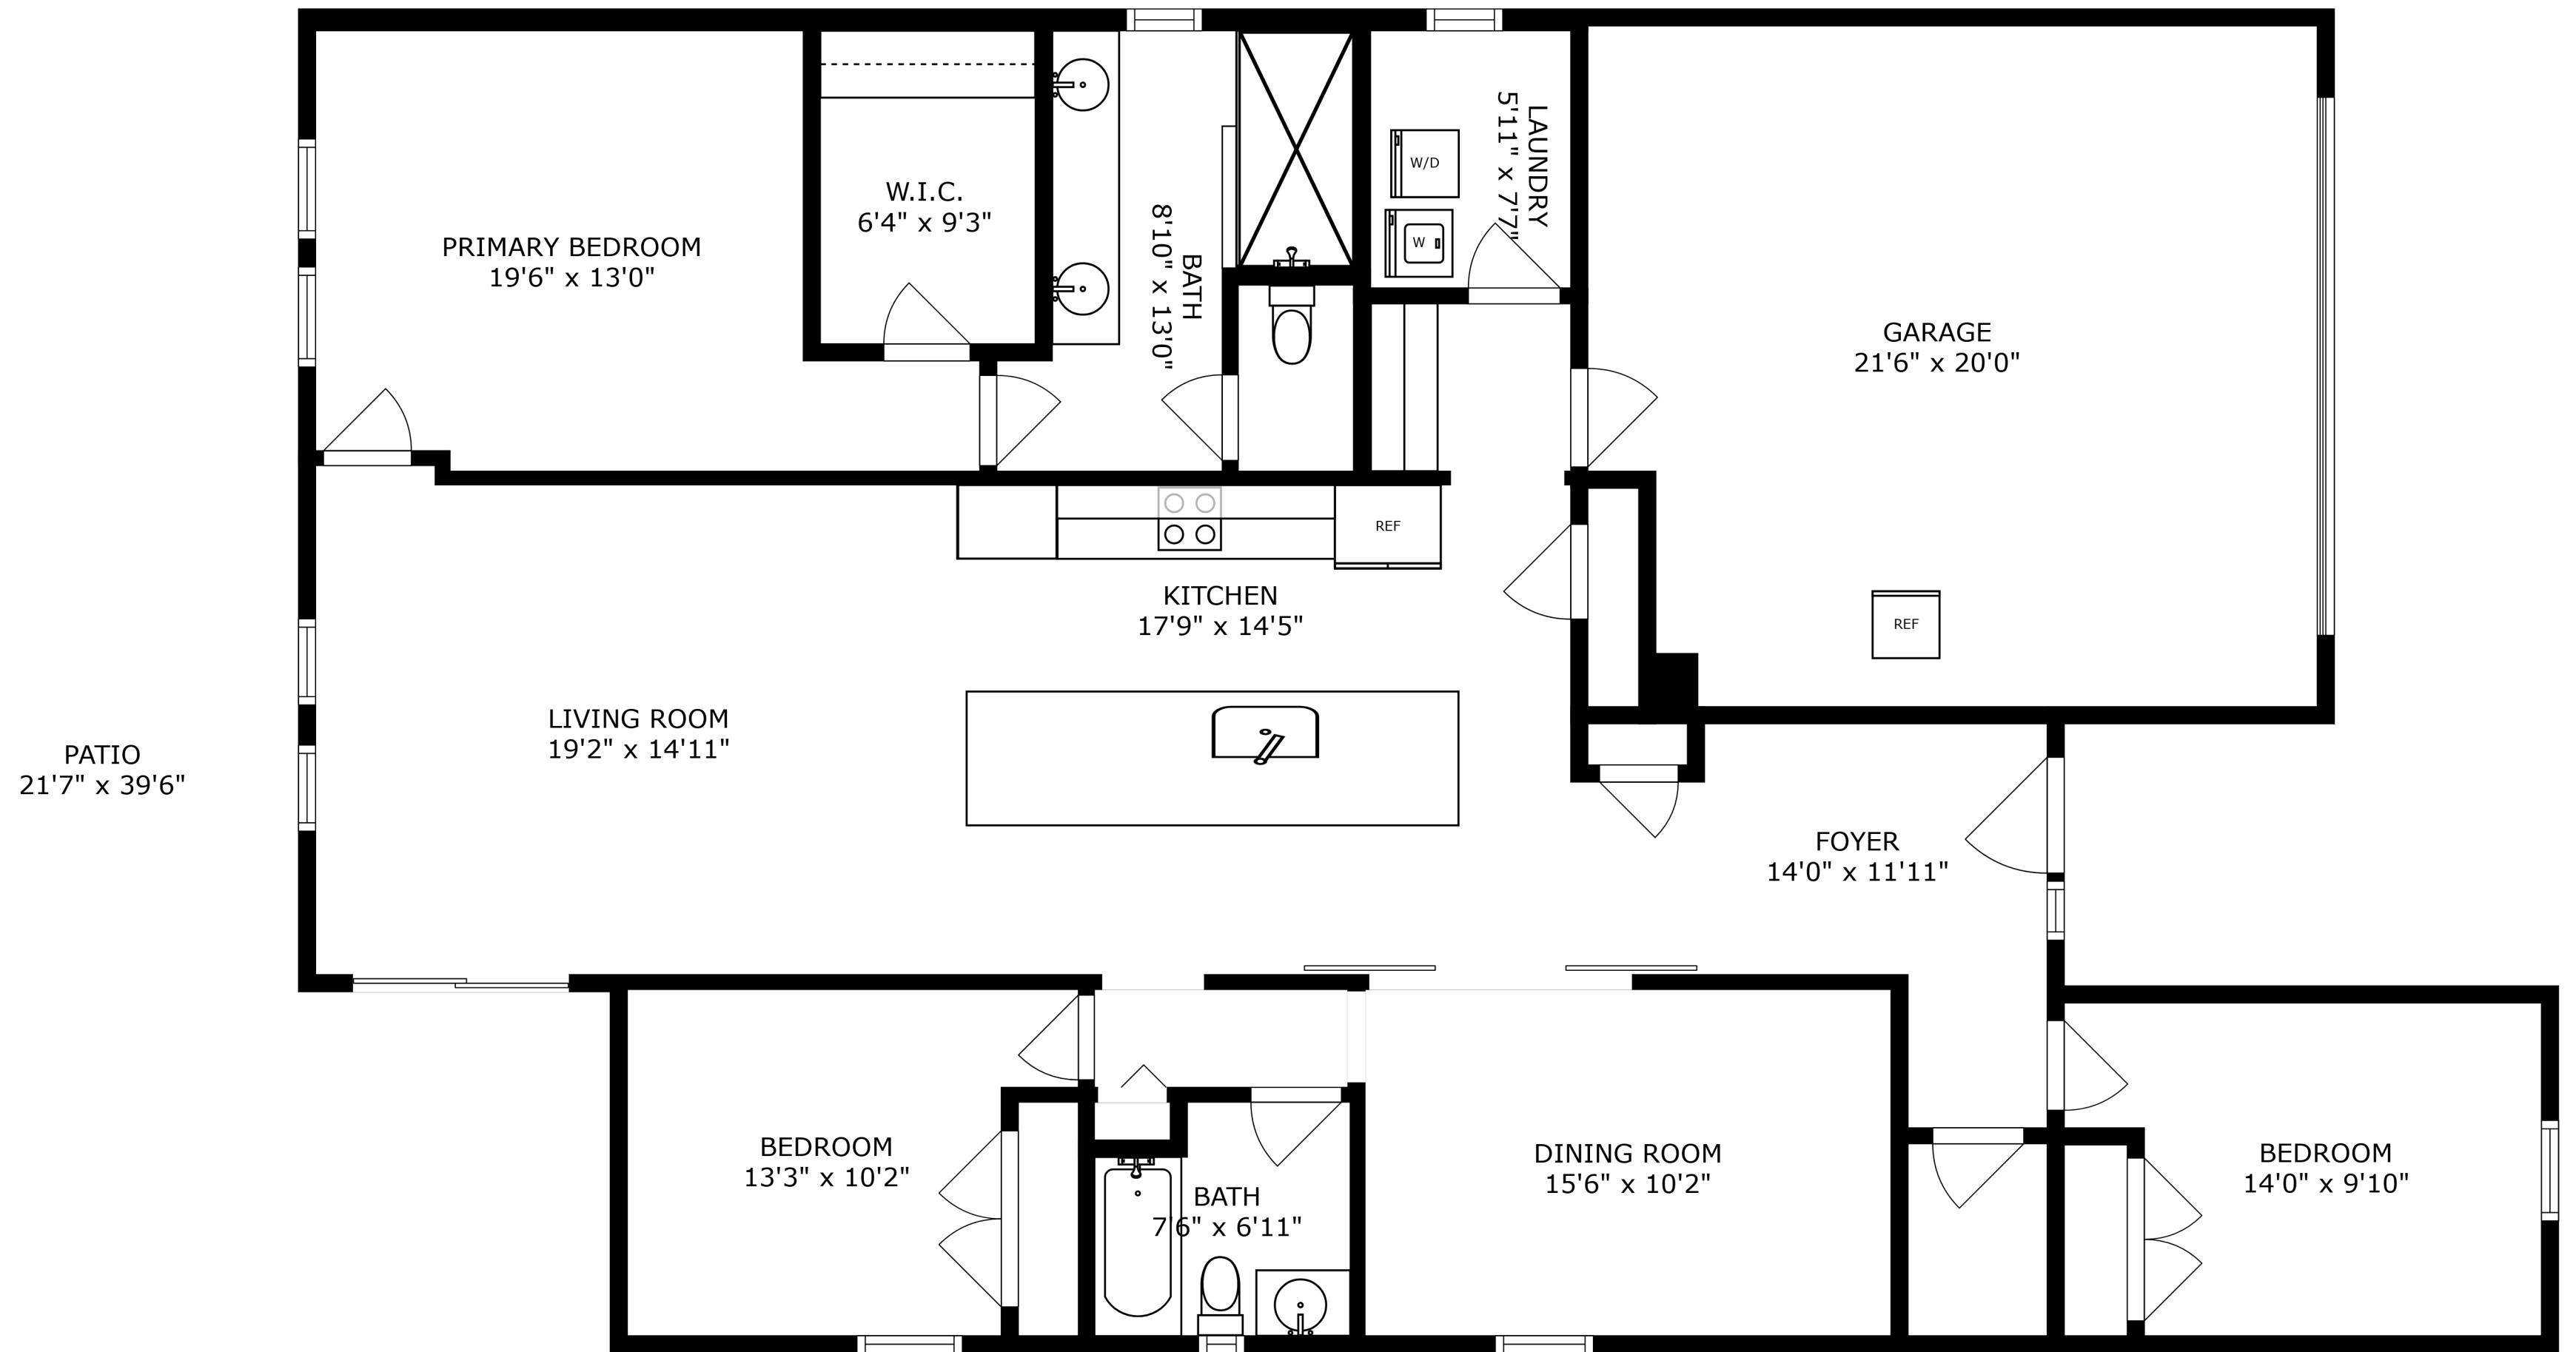 PRIMARY BEDROOM
19'6" x 13'0"
W.I.C.
6'4" x 9'3"
BATH
8'10" x 13'0"
LAUNDRY
5'11" x 7'7"
W/D
W
GARAGE
21'6" x 20'0"
REF
REF
KITCHEN
17'9" x 14'5"
LIVING ROOM
19'2" x 14'11"
PATIO
21'7" x 39'6"
FOYER
14'0" x 11'11"
BEDROOM
13'3" x 10'2"
BATH
7'6" x 6'11"
DINING ROOM
15'6" x 10'2"
BEDROOM
14'0" x 9'10"